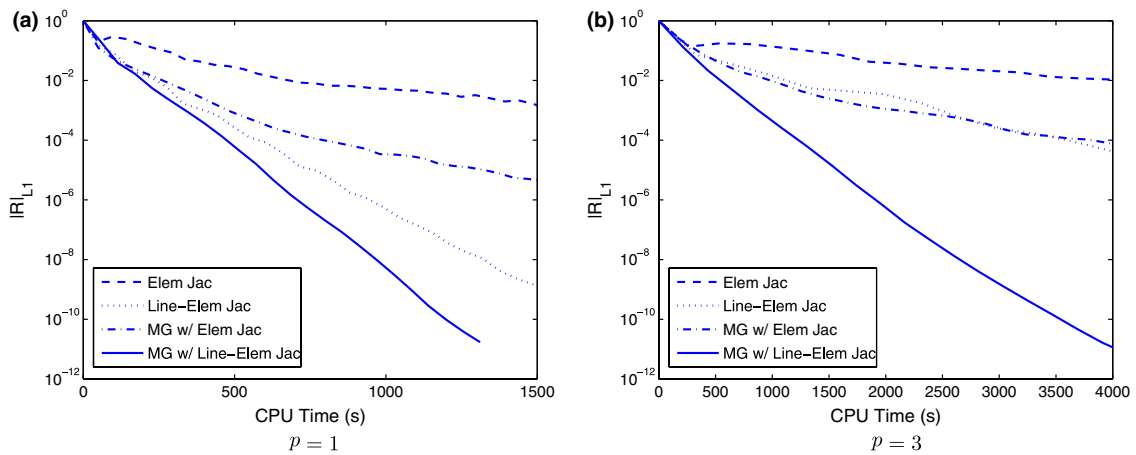 (a)
10^0
10^−2
10^−4
10^−6
10^−8
10^−10
10^−12
|R|_L1
0 500 1000 1500
CPU Time (s)
p = 1
Elem Jac
Line−Elem Jac
MG w/ Elem Jac
MG w/ Line−Elem Jac
(b)
10^0
10^−2
10^−4
10^−6
10^−8
10^−10
10^−12
|R|_L1
0 500 1000 1500 2000 2500 3000 3500 4000
CPU Time (s)
p = 3
Elem Jac
Line−Elem Jac
MG w/ Elem Jac
MG w/ Line−Elem Jac